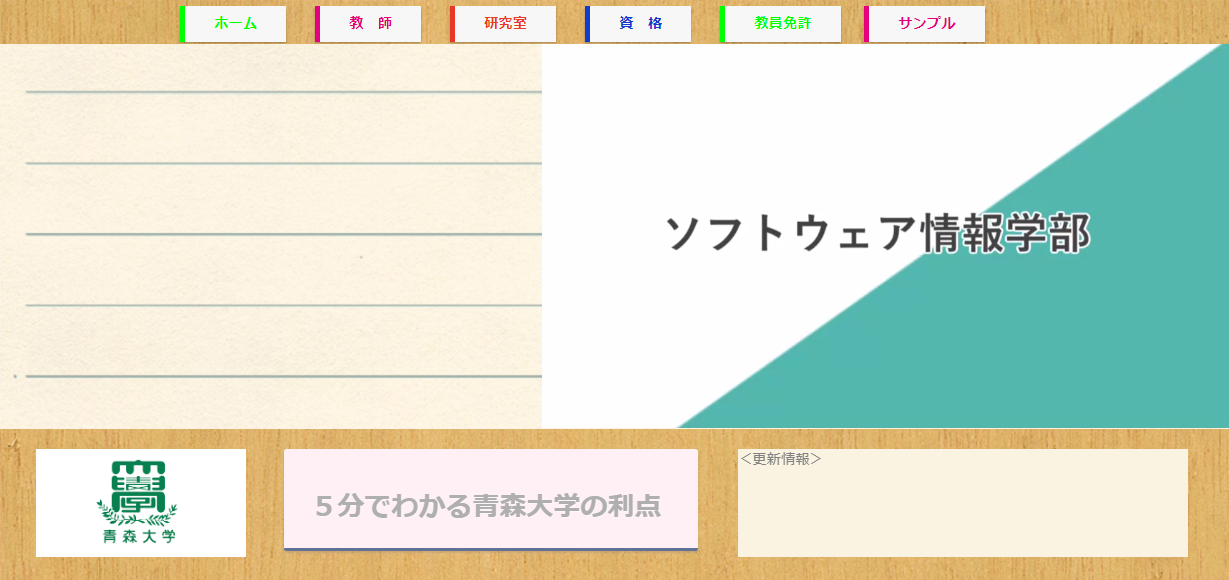 ホーム 教　師 研究室 資　格 教員免許 サンプル
ソフトウェア情報学部
青森大学
５分でわかる青森大学の利点
＜更新情報＞